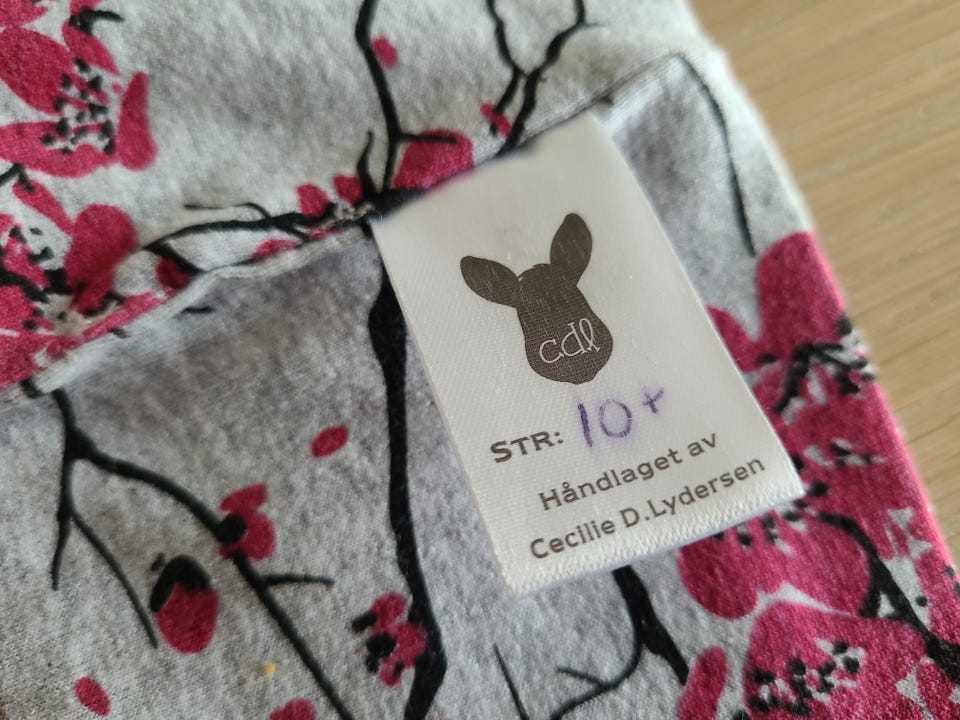 cdl
STR: 10+
Håndlaget av
Cecilie D.Lydersen